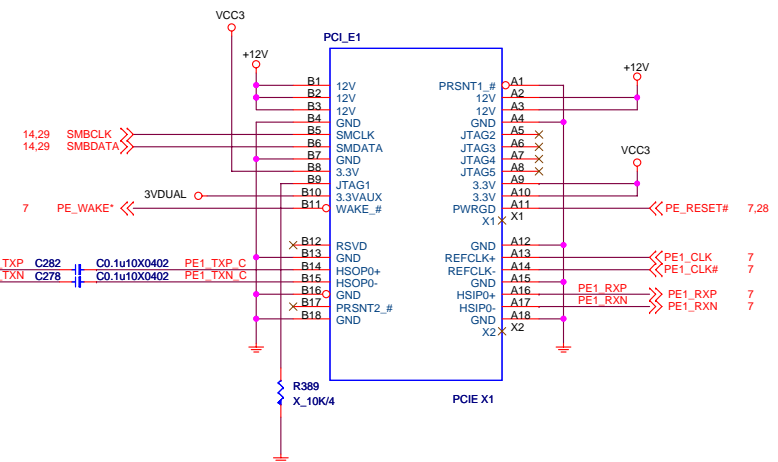 VCC3
PCI_E1
+12V
B1 12V PRSNT1_# A1
B2 12V 12V A2
B3 12V 12V A3
+12V
B4 GND GND A4
14,29 SMBCLK B5 SMCLK JTAG2 A5
14,29 SMBDATA B6 SMDATA JTAG3 A6
B7 GND JTAG4 A7
B8 3.3V JTAG5 A8
VCC3
B9 JTAG1 3.3V A9
3VDUAL B10 3.3VAUX 3.3V A10
7 PE_WAKE* B11 WAKE_# PWRGD A11 PE_RESET# 7,28
X1 X1
B12 RSVD GND A12
B13 GND REFCLK+ A13 PE1_CLK 7
_TXP C282 C0.1u10X0402 PE1_TXP_C B14 HSOP0+ REFCLK- A14 PE1_CLK# 7
TXN C278 C0.1u10X0402 PE1_TXN_C B15 HSOP0- GND A15
B16 GND HSIP0+ A16 PE1_RXP PE1_RXP 7
B17 PRSNT2_# HSIP0- A17 PE1_RXN PE1_RXN 7
B18 GND GND A18
X2 X2
R389
X_10K/4
PCIE X1